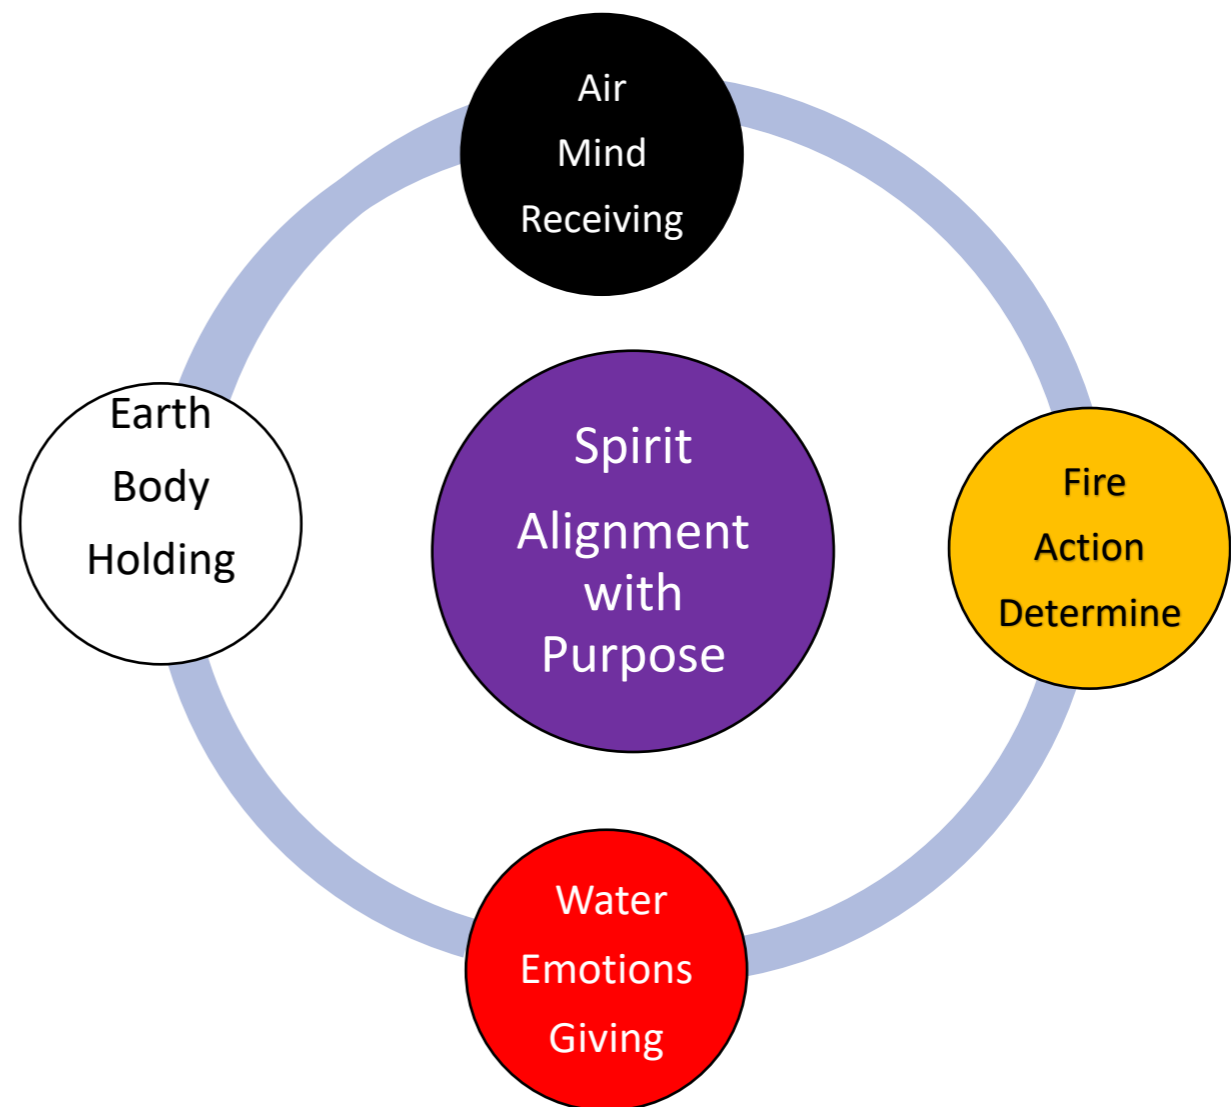 Air
Mind
Receiving
Earth
Body
Holding
Spirit
Alignment
with
Purpose
Fire
Action
Determine
Water
Emotions
Giving